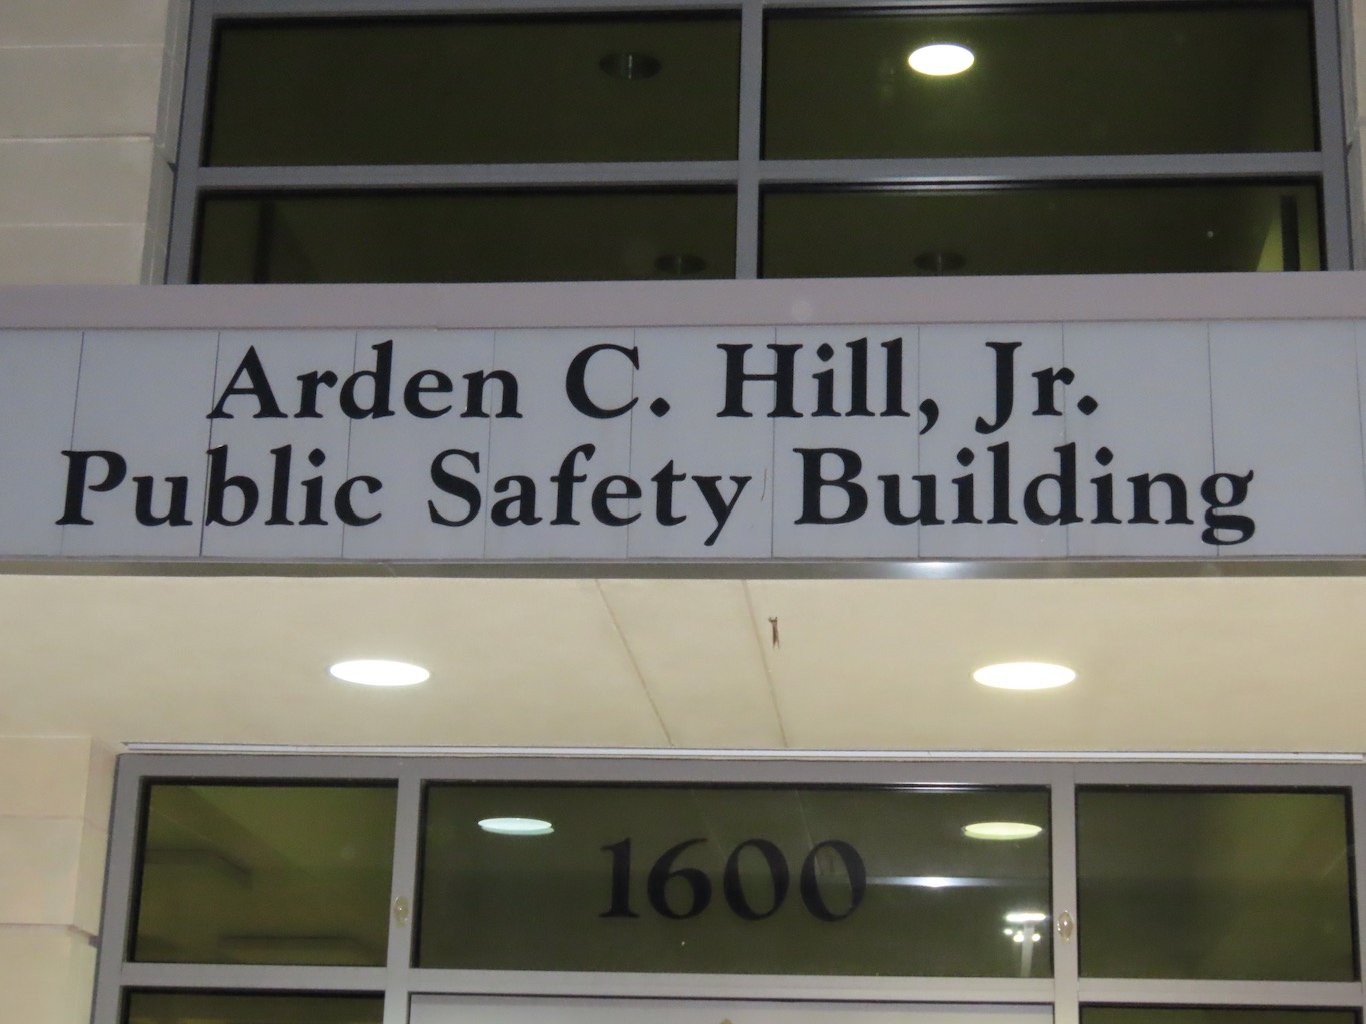 Arden C. Hill, Jr.
Public Safety Building
1600